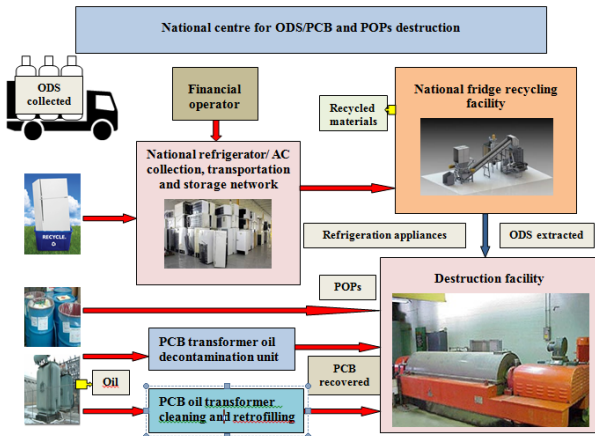 National centre for ODS/PCB and POPs destruction
ODS
collected
Financial
operator
Recycled
materials
National fridge recycling
facility
National refrigerator/ AC
collection, transportation
and storage network
RECYCLE.
Refrigeration appliances
ODS extracted
Destruction facility
POPs
PCB transformer oil
decontamination unit
Oil
PCB
recovered
PCB oil transformer
cleaning and retrofilling